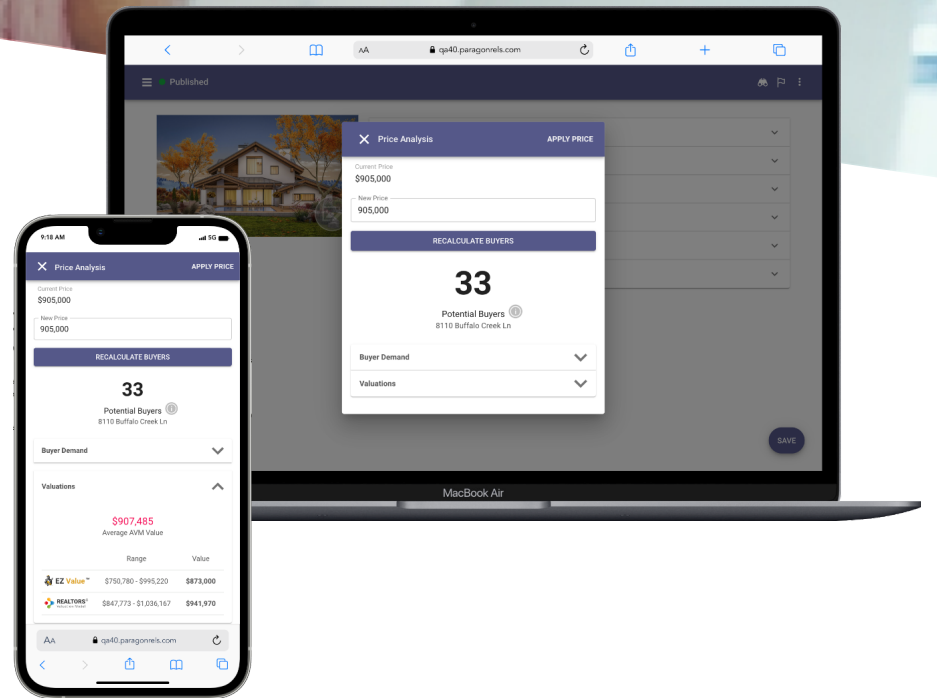 AA
qa40.paragonrels.com
Published
Price Analysis
APPLY PRICE
Current Price
$905,000
New Price
905,000
RECALCULATE BUYERS
33
Potential Buyers
8110 Buffalo Creek Ln
Buyer Demand
Valuations
SAVE
MacBook Air
9:18 AM
5G
Price Analysis
APPLY PRICE
Current Price
$905,000
New Price
905,000
RECALCULATE BUYERS
33
Potential Buyers
8110 Buffalo Creek Ln
Buyer Demand
Valuations
$907,485
Average AVM Value
Range Value
EZ Value™ $750,780 - $995,220 $873,000
REALTORS® $847,773 - $1,036,167 $941,970
AA
qa40.paragonrels.com